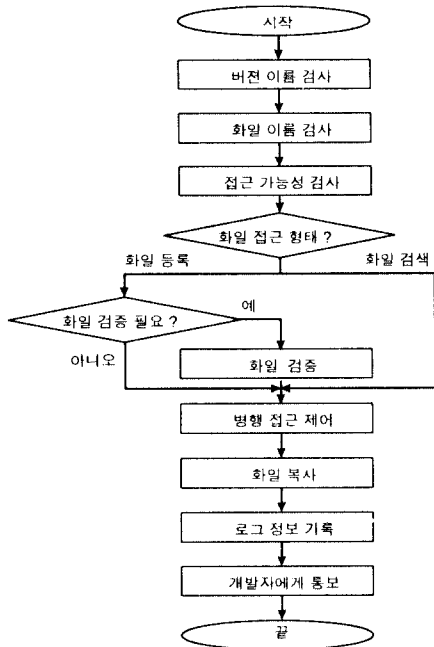 시작
버젼 이름 검사
화일 이름 검사
접근 가능성 검사
화일 접근 형태 ?
화일 등록
화일 검색
화일 검증 필요 ?
예
아니오
화일 검증
병행 접근 제어
화일 복사
로그 정보 기록
개발자에게 통보
끝